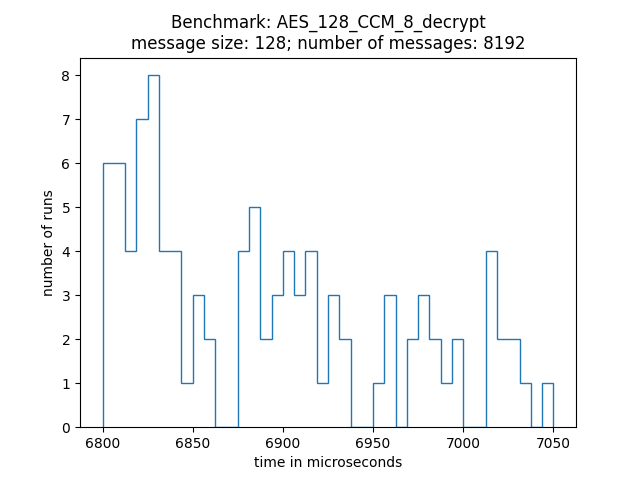 Benchmark: AES_128_CCM_8_decrypt
message size: 128; number of messages: 8192
number of runs
8
7
6
5
4
3
2
1
0
6800 6850 6900 6950 7000 7050
time in microseconds